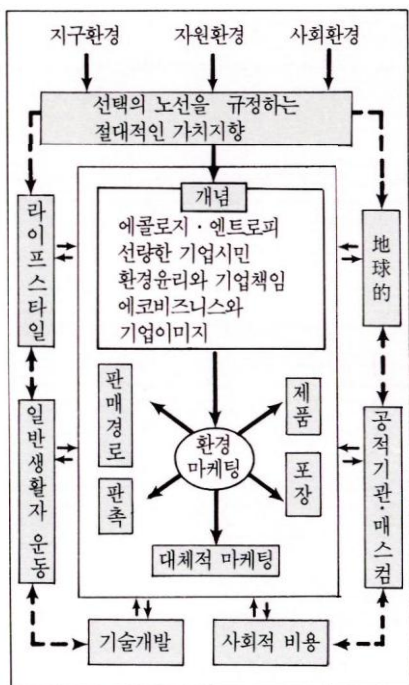 지구환경 자원환경 사회환경
선택의 노선을 규정하는
절대적인 가치지향
개념
에콜로지·엔트로피
선량한 기업시민
환경윤리와 기업책임
에코비즈니스와
기업이미지
라이프스타일
地球的
판매경로
제품
환경
마케팅
판촉
포장
일반생활자 운동
공적기관·매스컴
대체적 마케팅
기술개발
사회적 비용